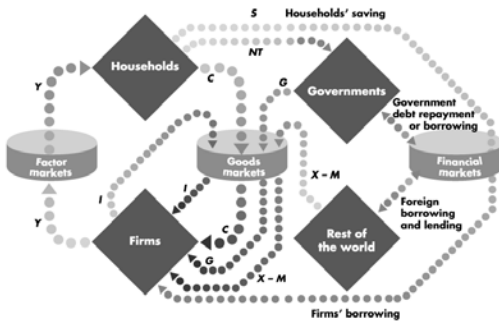 S Households' saving
NT
Households
Y
C
G
Governments
Government
debt repayment
or borrowing
Factor
markets
Goods
markets
Financial
markets
I
X – M
I
Y
C
Firms
G
X – M
Rest of
the world
Foreign
borrowing
and lending
Firms' borrowing